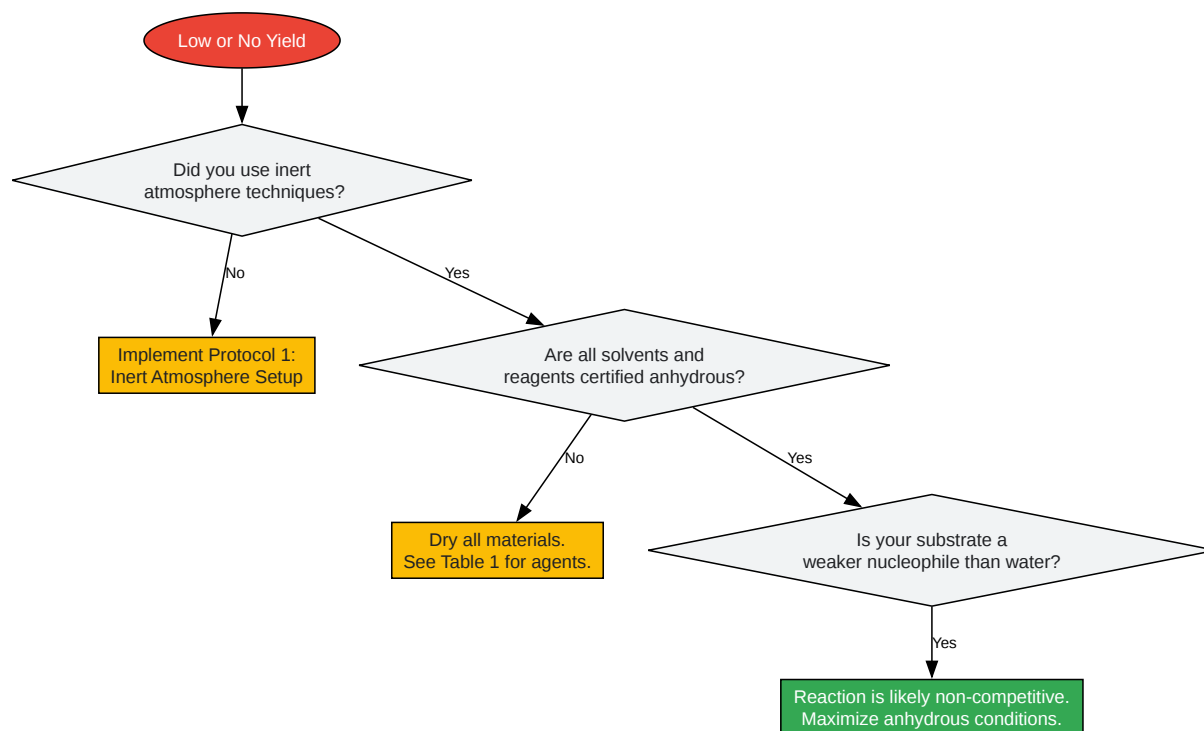 Low or No Yield
Did you use inert
atmosphere techniques?
No
Yes
Implement Protocol 1:
Inert Atmosphere Setup
Are all solvents and
reagents certified anhydrous?
No
Yes
Dry all materials.
See Table 1 for agents.
Is your substrate a
weaker nucleophile than water?
Yes
Reaction is likely non-competitive.
Maximize anhydrous conditions.